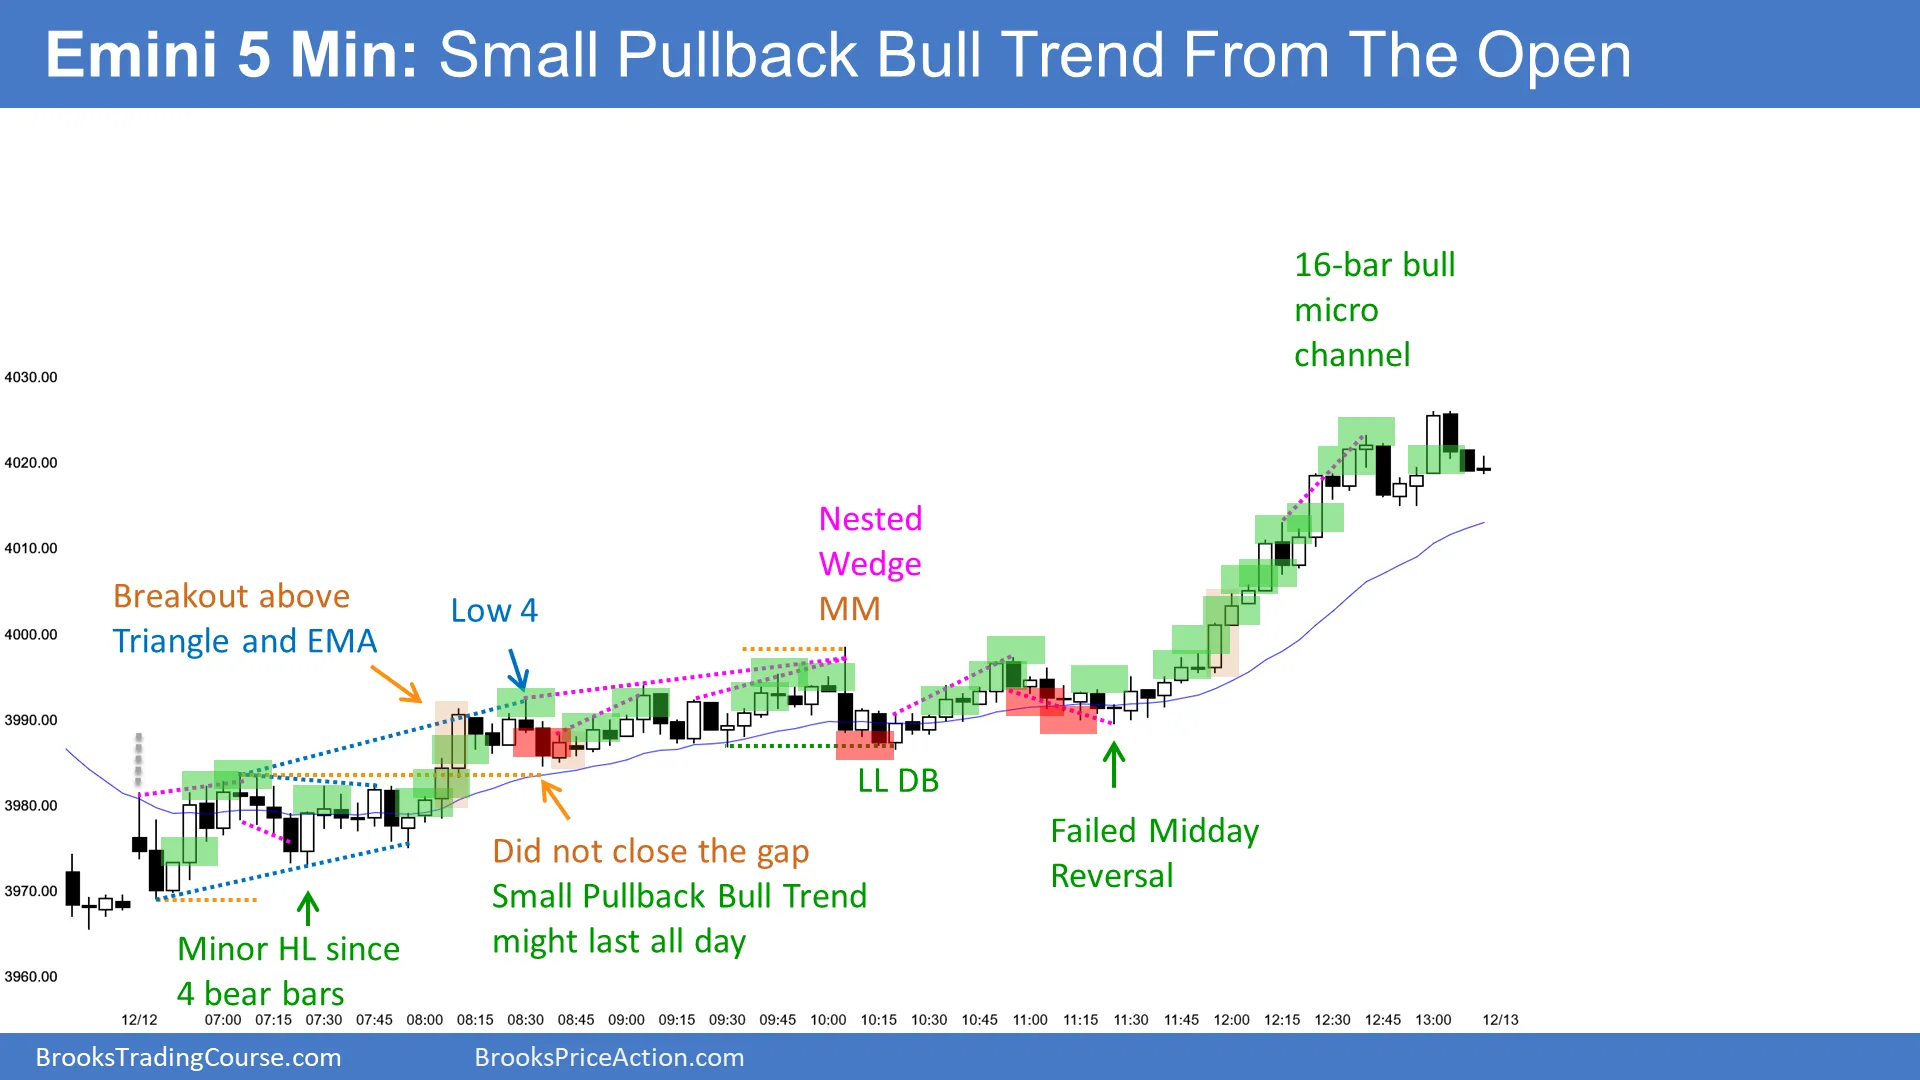 Emini 5 Min: Small Pullback Bull Trend From The Open
16-bar bull
micro
channel
4030.00
4020.00
4010.00
4000.00
3990.00
3980.00
3970.00
3960.00
Nested
Wedge
MM
Breakout above
Triangle and EMA
Low 4
LL DB
Failed Midday
Reversal
Did not close the gap
Small Pullback Bull Trend
might last all day
Minor HL since
4 bear bars
12/12 07:00 07:15 07:30 07:45 08:00 08:15 08:30 08:45 09:00 09:15 09:30 09:45 10:00 10:15 10:30 10:45 11:00 11:15 11:30 11:45 12:00 12:15 12:30 12:45 13:00 12/13
BrooksTradingCourse.com
BrooksPriceAction.com